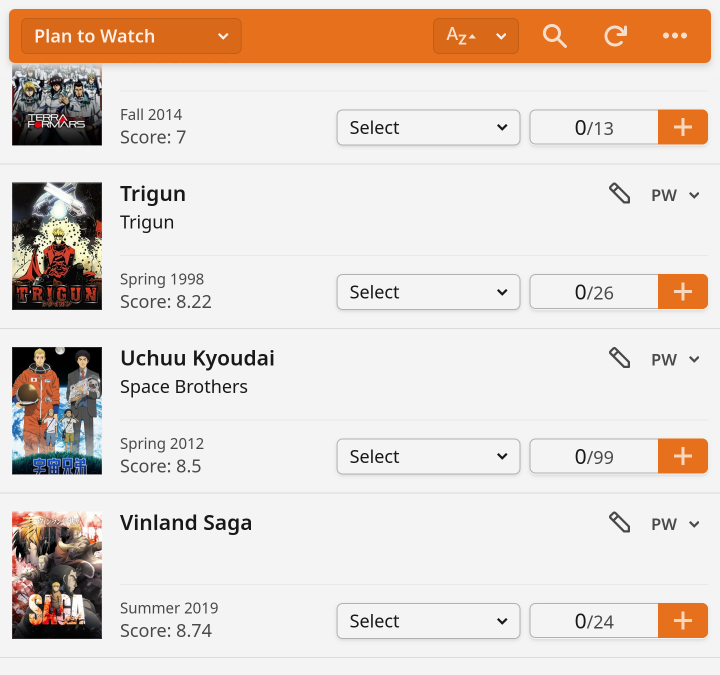 Plan to Watch
AZ
TERRA
FORMARS
Fall 2014
Score: 7
Select
0/13
Trigun
PW
Trigun
TRIGUN
Spring 1998
Score: 8.22
Select
0/26
Uchuu Kyoudai
PW
Space Brothers
宇宙兄弟
Spring 2012
Score: 8.5
Select
0/99
Vinland Saga
PW
SAGA
Summer 2019
Score: 8.74
Select
0/24